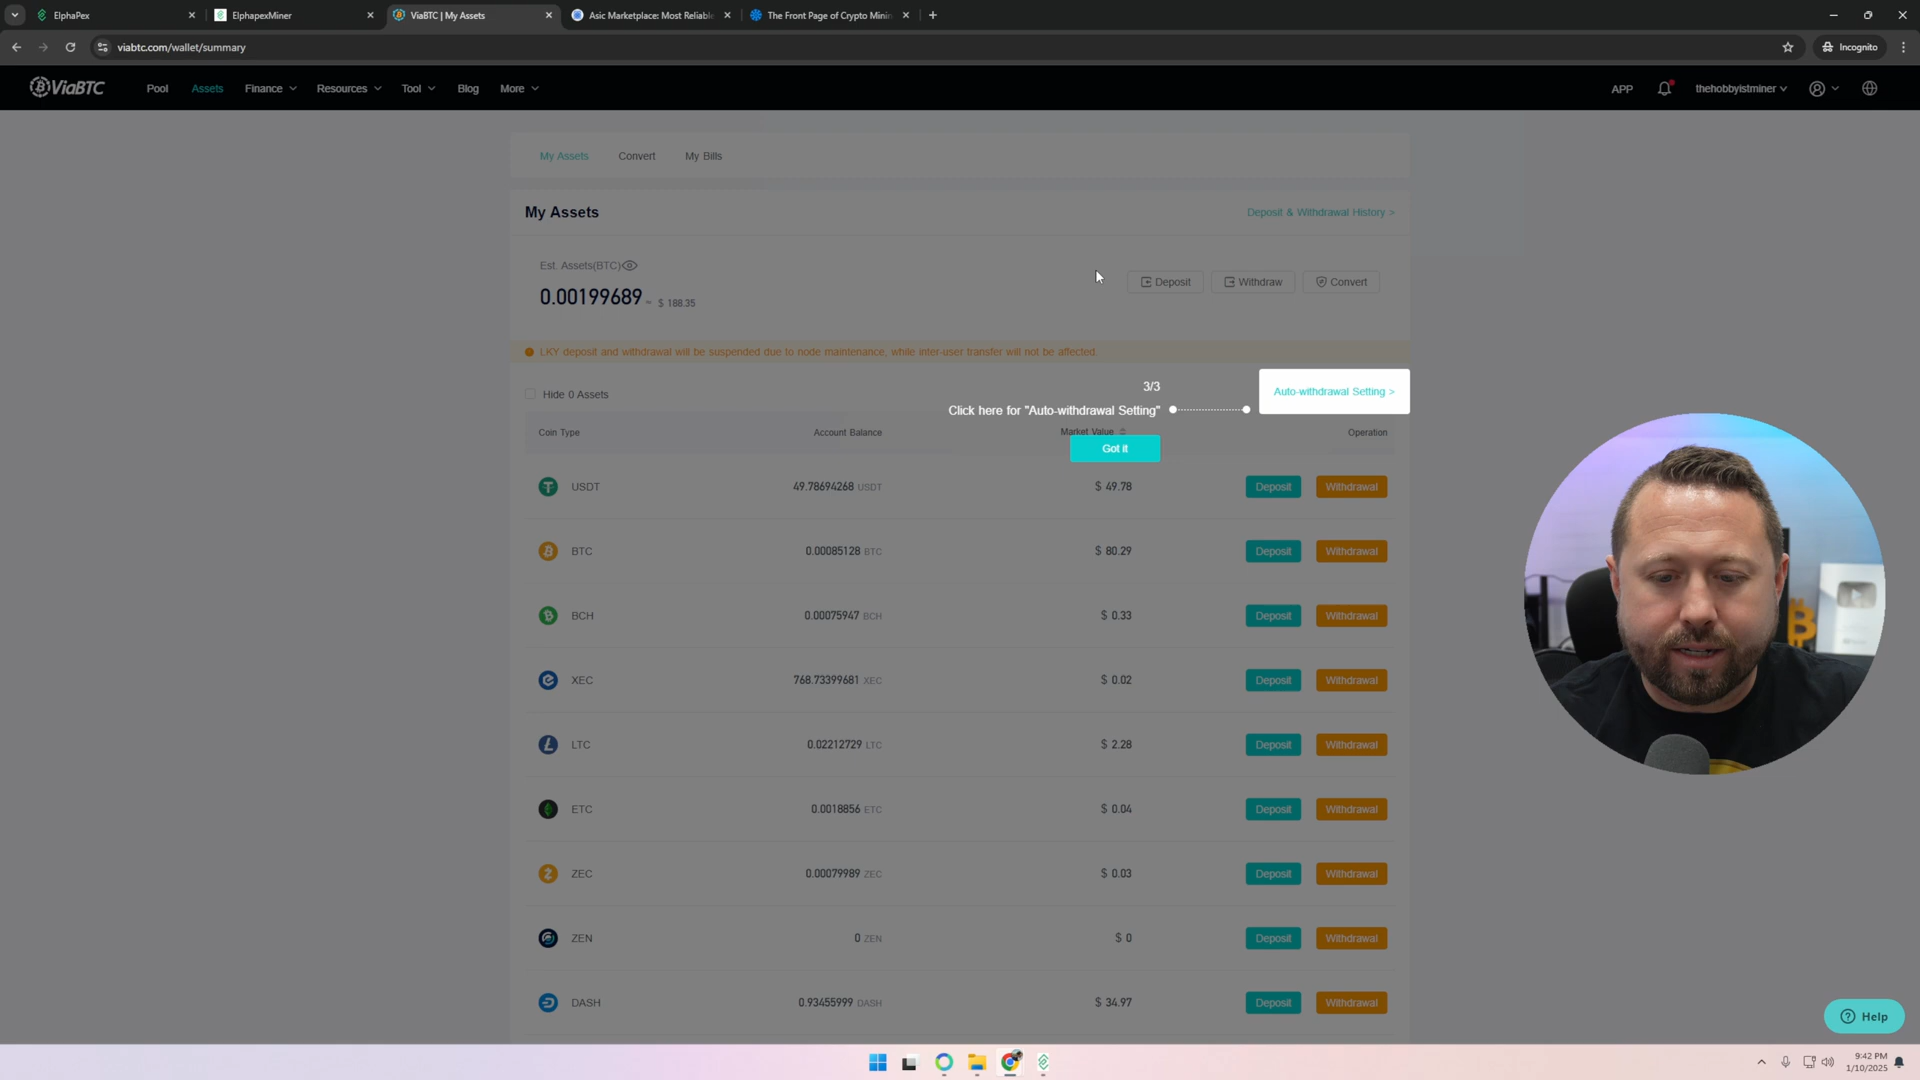 ElphaPex
ElphapexMiner
ViaBTC | My Assets
Asic Marketplace: Most Reliable
The Front Page of Crypto Minin
viabtc.com/wallet/summary
Incognito
ViaBTC
Pool
Assets
Finance
Resources
Tool
Blog
More
APP
thehobbyistminer
My Assets
Convert
My Bills
My Assets
Deposit & Withdrawal History >
Est. Assets(BTC)
0.00199689 ≈ $ 188.35
Deposit
Withdraw
Convert
LKY deposit and withdrawal will be suspended due to node maintenance, while inter-user transfer will not be affected.
3/3
Hide 0 Assets
Auto-withdrawal Setting >
Click here for "Auto-withdrawal Setting"
Coin Type
Account Balance
Market Value
Operation
Got it
USDT 49.78694268 USDT $ 49.78 Deposit Withdrawal
BTC 0.00085128 BTC $ 80.29 Deposit Withdrawal
BCH 0.00075947 BCH $ 0.33 Deposit Withdrawal
XEC 768.73399681 XEC $ 0.02 Deposit Withdrawal
LTC 0.02212729 LTC $ 2.28 Deposit Withdrawal
ETC 0.0018856 ETC $ 0.04 Deposit Withdrawal
ZEC 0.00079989 ZEC $ 0.03 Deposit Withdrawal
ZEN 0 ZEN $ 0 Deposit Withdrawal
DASH 0.93455999 DASH $ 34.97 Deposit Withdrawal
Help
9:42 PM
1/10/2025